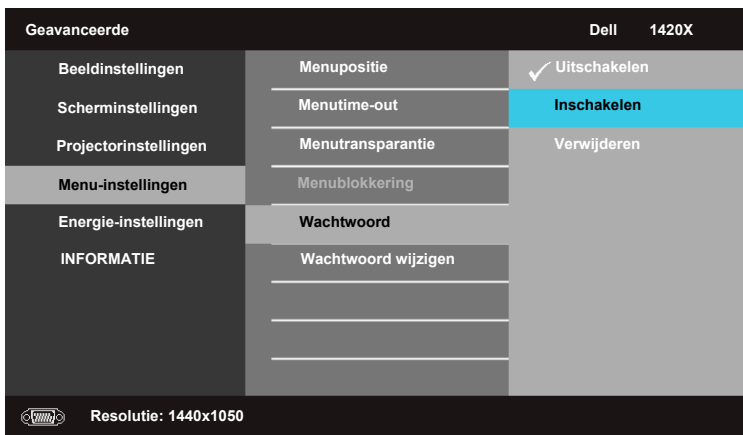 Geavanceerde Dell 1420X
Beeldinstellingen Menupositie Uitschakelen
Scherminstellingen Menutime-out Inschakelen
Projectorinstellingen Menutransparantie Verwijderen
Menu-instellingen Menublokkering
Energie-instellingen Wachtwoord
INFORMATIE Wachtwoord wijzigen
Resolutie: 1440x1050